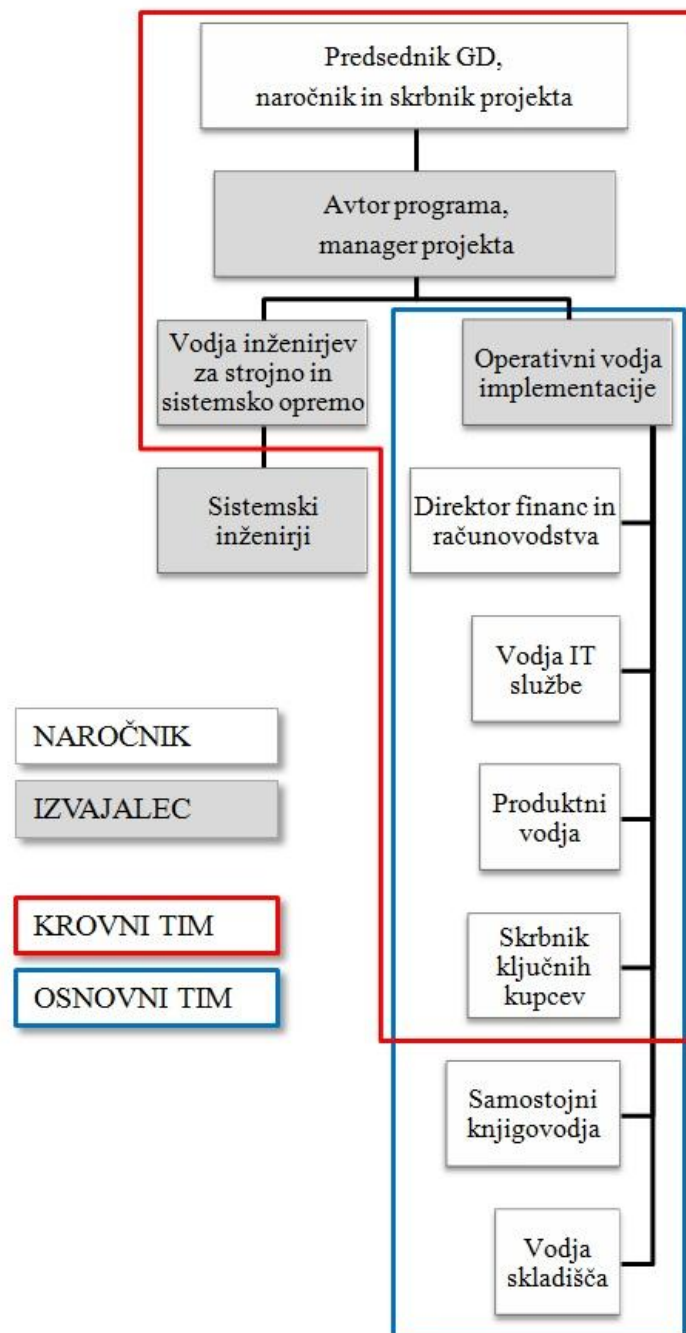 Predsednik GD,
naročnik in skrbnik projekta
Avtor programa,
manager projekta
Vodja inženirjev
za strojno in
sistemsko opremo
Operativni vodja
implementacije
Sistemski
inženirji
Direktor financ in
računovodstva
Vodja IT
službe
Produktni
vodja
Skrbnik
ključnih
kupcev
Samostojni
knjigovodja
Vodja
skladišča
NAROČNIK
IZVAJALEC
KROVNI TIM
OSNOVNI TIM